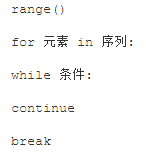 range()
for 元素 in 序列:
while 条件:
continue
break